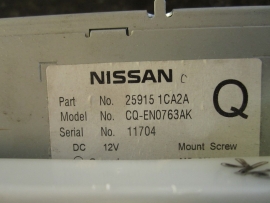 NISSAN
Part No. 25915 1CA2A Q
Model No. CQ-EN0763AK
Serial No. 11704
DC 12V Mount Screw